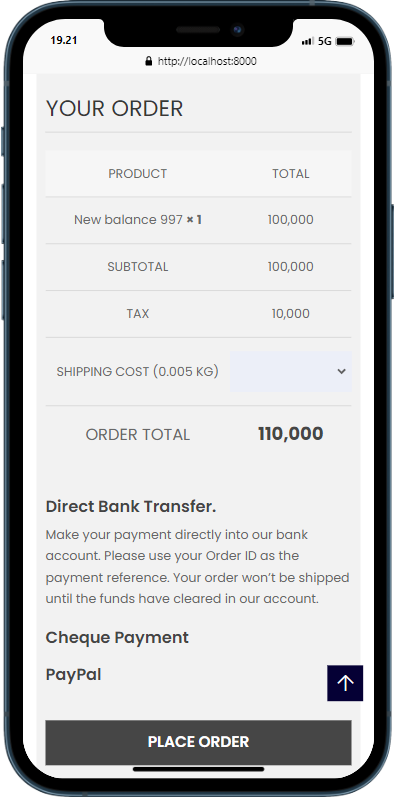 19.21 5G
http://localhost:8000
YOUR ORDER
PRODUCT TOTAL
New balance 997 × 1 100,000
SUBTOTAL 100,000
TAX 10,000
SHIPPING COST (0.005 KG)
ORDER TOTAL 110,000
Direct Bank Transfer.
Make your payment directly into our bank
account. Please use your Order ID as the
payment reference. Your order won’t be shipped
until the funds have cleared in our account.
Cheque Payment
PayPal
PLACE ORDER